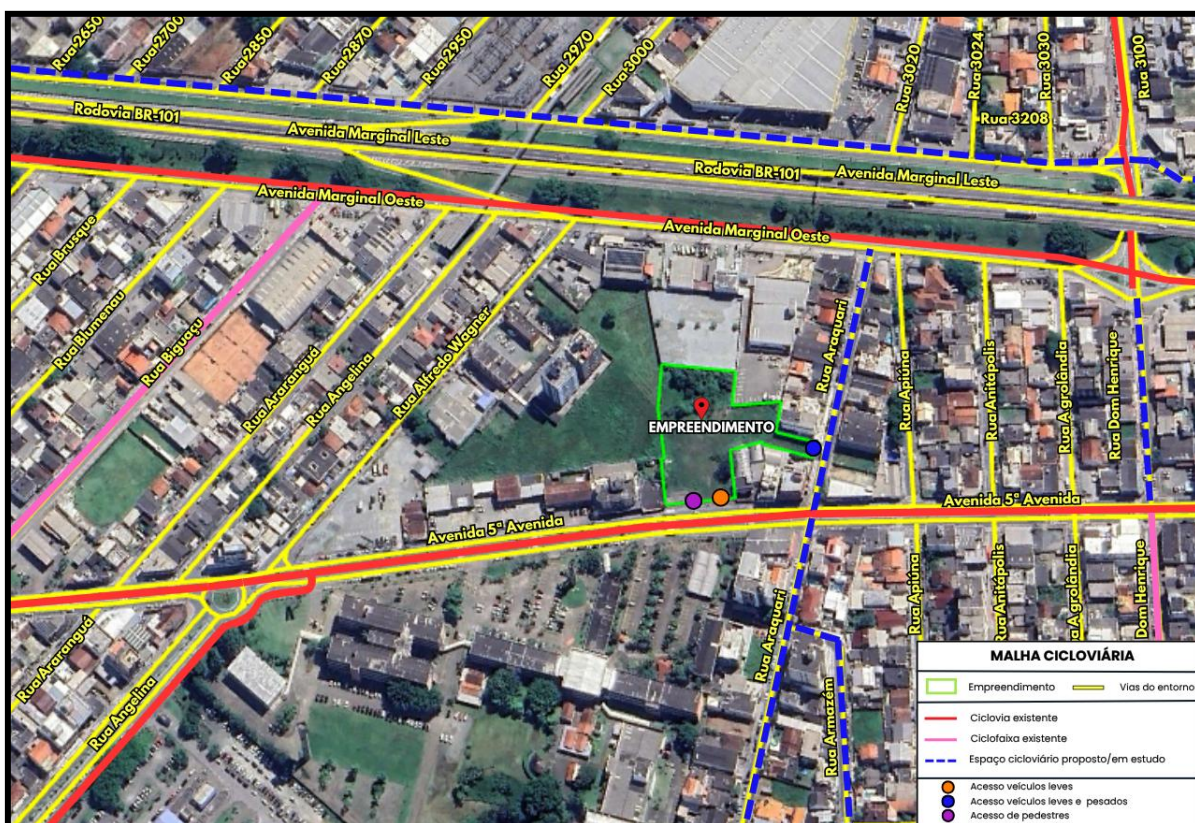 Rua 2650
Rua 2700
Rua 2850
Rua 2870
Rua 2950
Rua 2970
Rua 3000
Rua 3020
Rua 3024
Rua 3030
Rua 3100
Rua 3208
Rodovia BR-101
Avenida Marginal Leste
Rodovia BR-101
Avenida Marginal Leste
Avenida Marginal Oeste
Avenida Marginal Oeste
Rua Brusque
Rua Blumenau
Rua Biguaçu
Rua Araranguá
Rua Angelina
Rua Alfredo Wagner
Rua Araquari
Rua Apiúna
Rua Antápolis
Rua A grolândia
Rua Dom Henrique
EMPREENDIMENTO
Avenida 5ª Avenida
Avenida 5ª Avenida
Rua Araranguá
Rua Angelina
Rua Araquari
Rua Armazém
Rua Apiúna
Rua Anitápolis
Rua A grolândia
Dom Henrique
MALHA CICLOVIÁRIA
Empreendimento
Vias do entorno
Ciclovia existente
Ciclofaixa existente
Espaço cicloviário proposto/em estudo
Acesso veículos leves
Acesso veículos leves e pesados
Acesso de pedestres